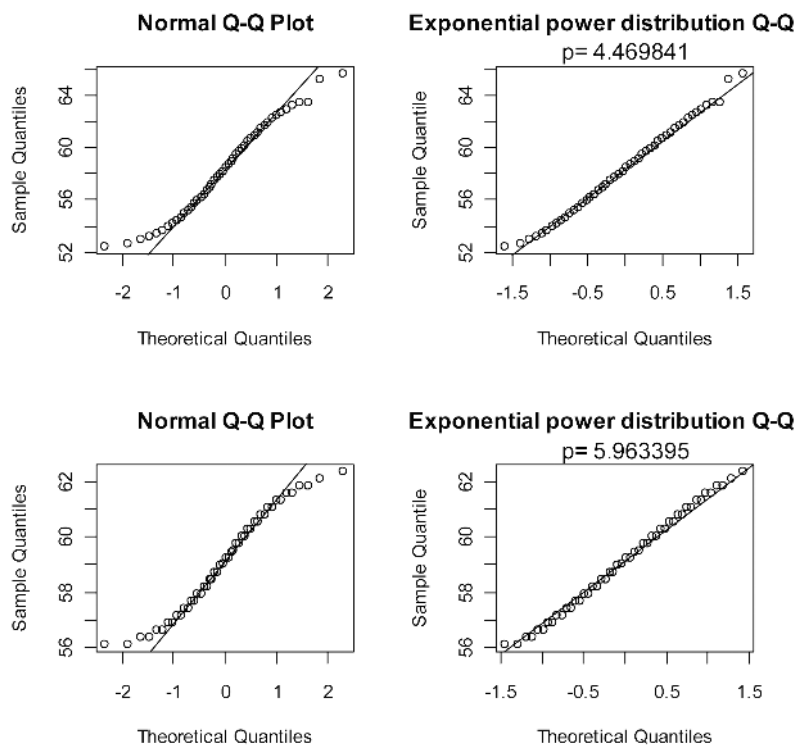 Normal Q-Q Plot
Sample Quantiles
52 56 60 64
-2 -1 0 1 2
Theoretical Quantiles
Exponential power distribution Q-Q
p= 4.469841
Sample Quantile
52 56 60 64
-1.5 -0.5 0.5 1.5
Theoretical Quantiles
Normal Q-Q Plot
Sample Quantiles
56 58 60 62
-2 -1 0 1 2
Theoretical Quantiles
Exponential power distribution Q-Q
p= 5.963395
Sample Quantile
56 58 60 62
-1.5 -0.5 0.5 1.5
Theoretical Quantiles